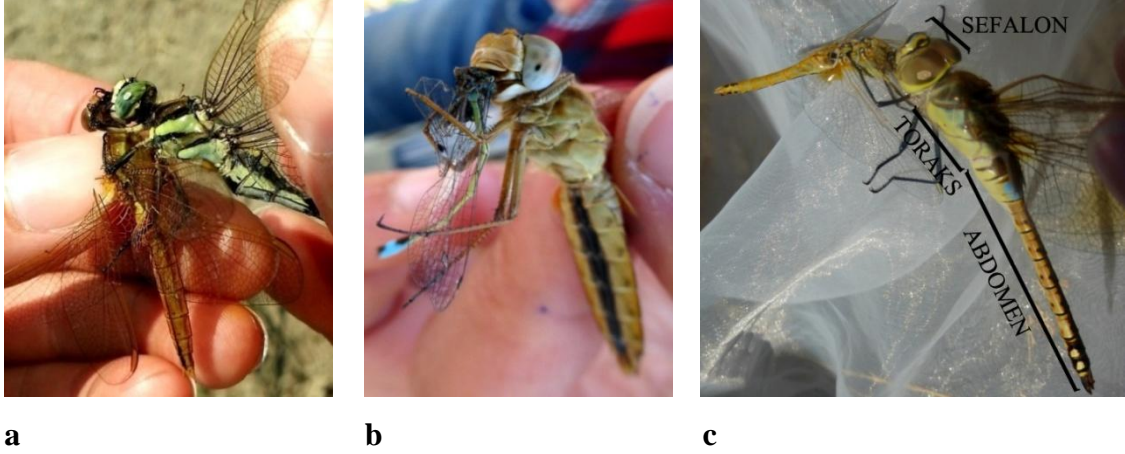 SEFALON
TORAKS
ABDOMEN
a
b
c